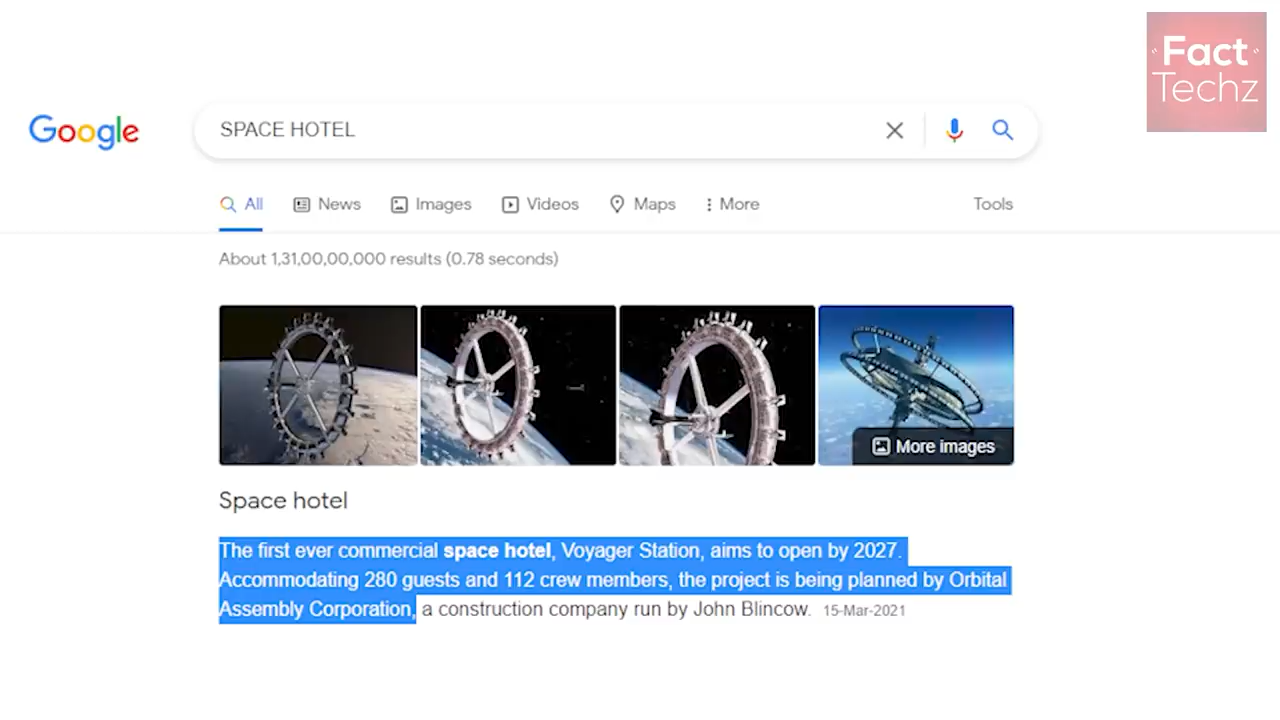 Fact
Techz
Google
SPACE HOTEL
All
News
Images
Videos
Maps
More
Tools
About 1,31,00,00,000 results (0.78 seconds)
More images
Space hotel
The first ever commercial space hotel, Voyager Station, aims to open by 2027.
Accommodating 280 guests and 112 crew members, the project is being planned by Orbital
Assembly Corporation, a construction company run by John Blincow. 15-Mar-2021